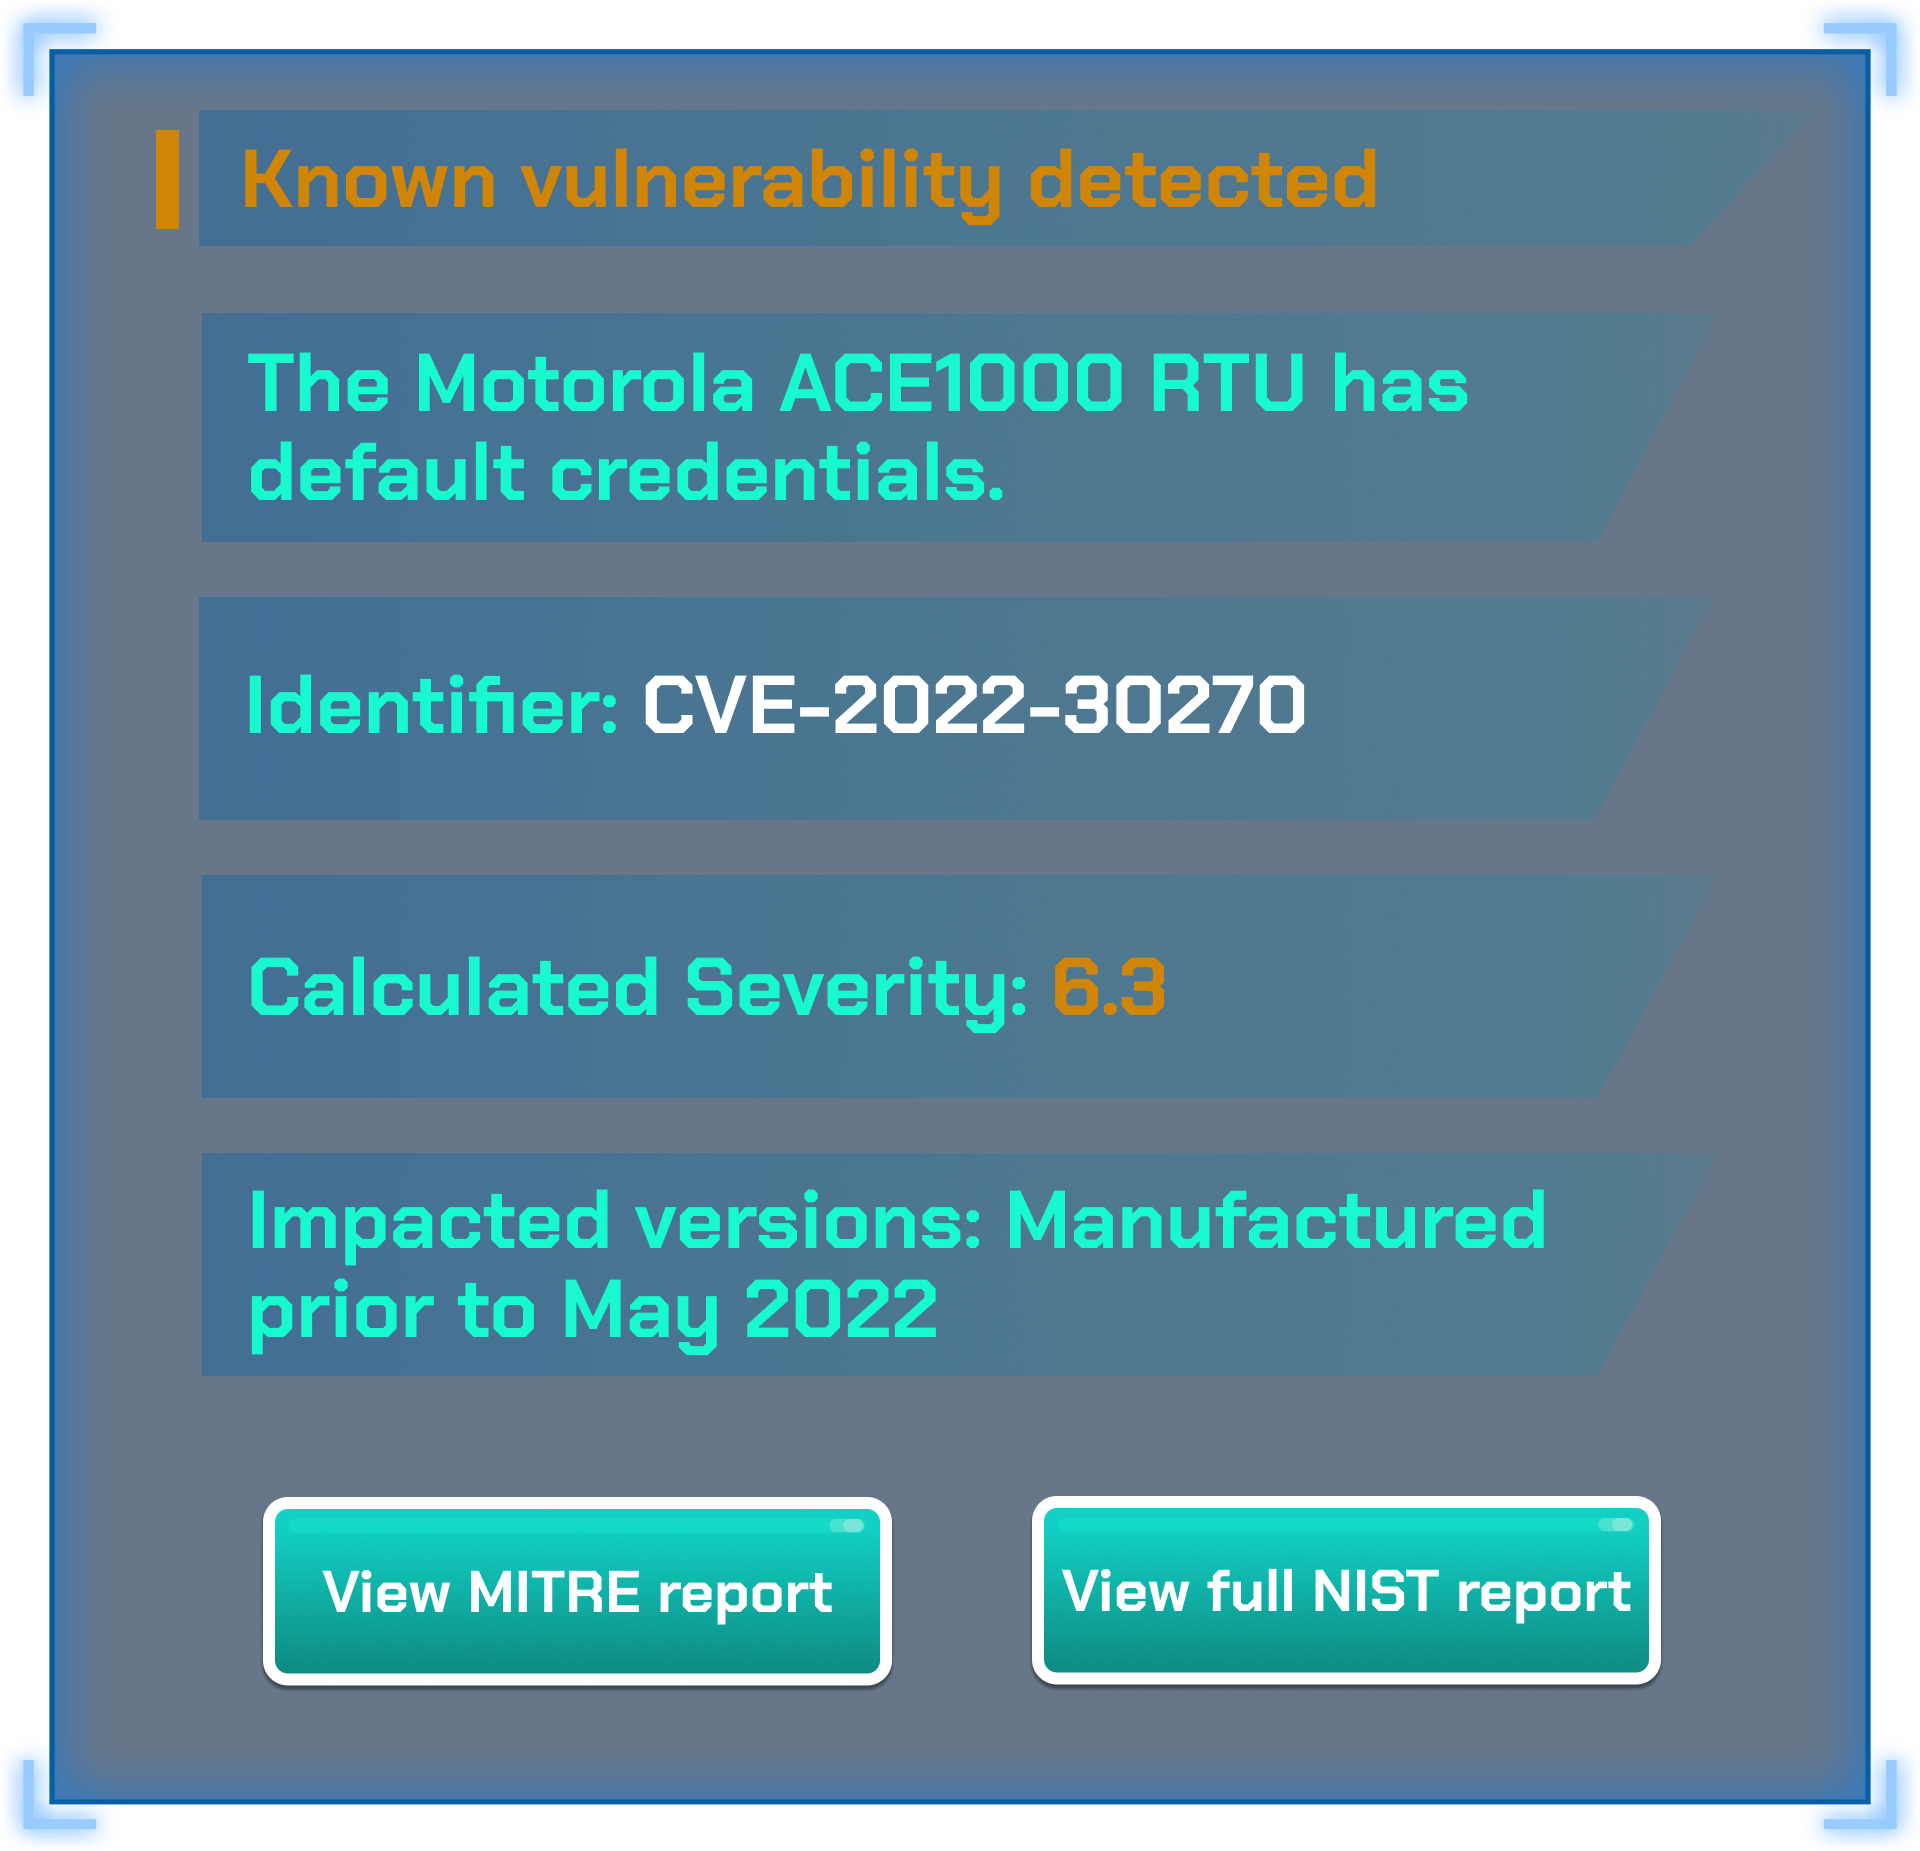 Known vulnerability detected
The Motorola ACE1000 RTU has
default credentials.
Identifier: CVE-2022-30270
Calculated Severity: 6.3
Impacted versions: Manufactured
prior to May 2022
View MITRE report
View full NIST report